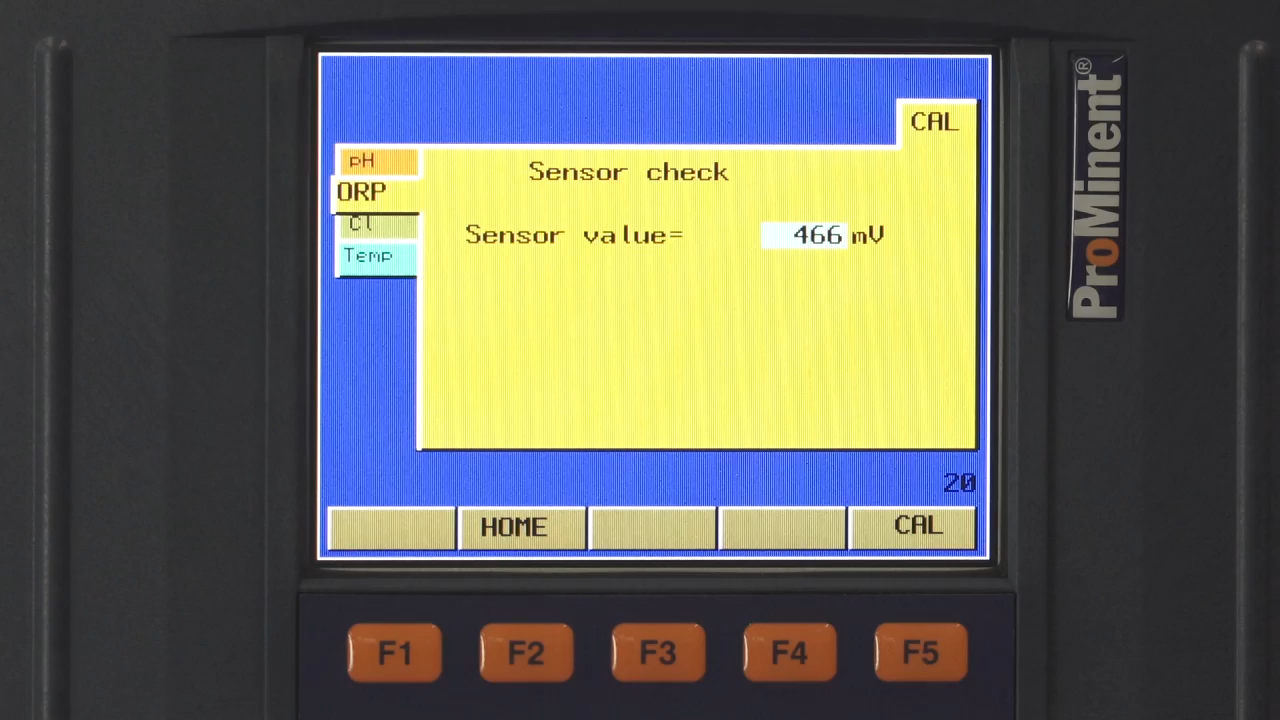 CAL
pH
Sensor check
ORP
Cl
Sensor value= 466 mV
Temp
20
HOME
CAL
F1 F2 F3 F4 F5
ProMinent®